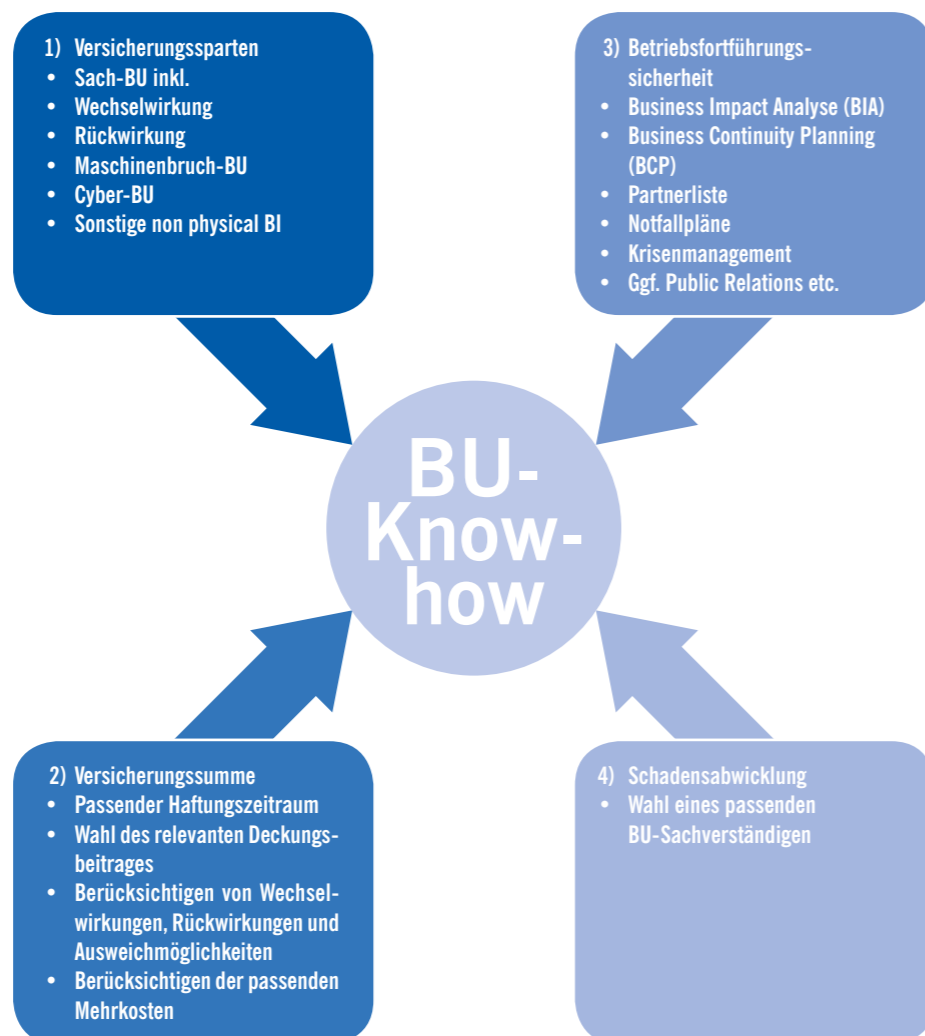 1) Versicherungssparten
• Sach-BU inkl.
• Wechselwirkung
• Rückwirkung
• Maschinenbruch-BU
• Cyber-BU
• Sonstige non physical BI
3) Betriebsfortführungs-
sicherheit
• Business Impact Analyse (BIA)
• Business Continuity Planning
(BCP)
• Partnerliste
• Notfallpläne
• Krisenmanagement
• Ggf. Public Relations etc.
BU-
Know-
how
2) Versicherungssumme
• Passender Haftungszeitraum
• Wahl des relevanten Deckungs-
beitrages
• Berücksichtigen von Wechsel-
wirkungen, Rückwirkungen und
Ausweichmöglichkeiten
• Berücksichtigen der passenden
Mehrkosten
4) Schadensabwicklung
• Wahl eines passenden
BU-Sachverständigen